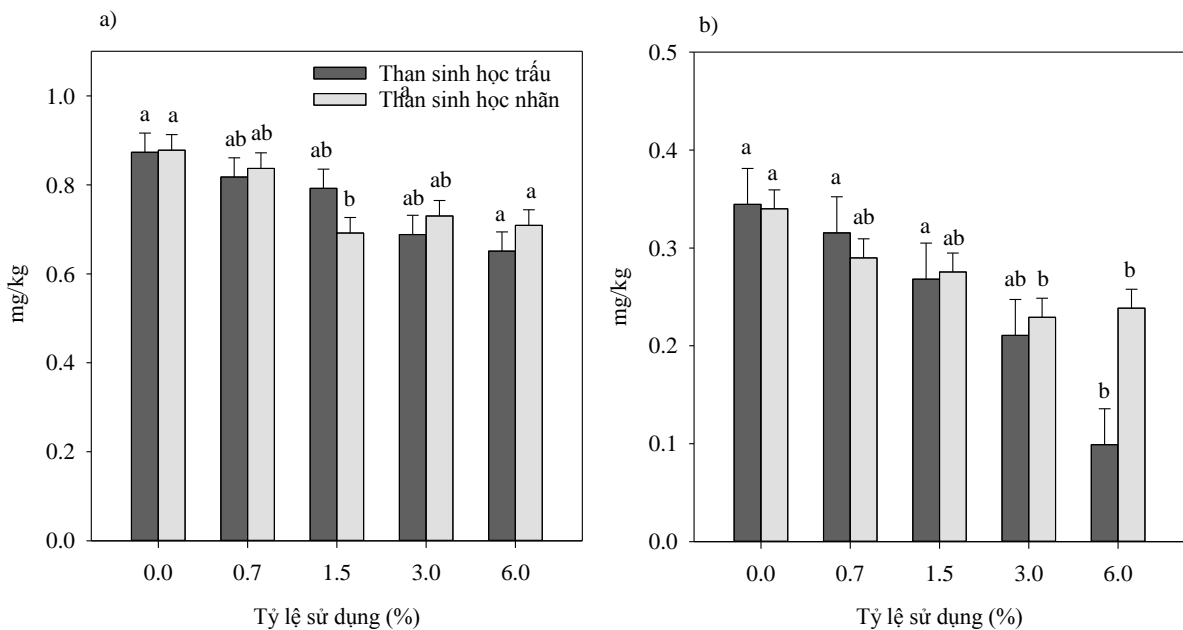 a)
Than sinh học trấu
Than sinh học nhãn
a
1.0
0.8
0.6
0.4
0.2
0.0
mg/kg
a a ab ab ab b ab ab a a
0.0 0.7 1.5 3.0 6.0
Tỷ lệ sử dụng (%)
b)
0.5
0.4
0.3
0.2
0.1
0.0
mg/kg
a a a ab a ab ab b b b
0.0 0.7 1.5 3.0 6.0
Tỷ lệ sử dụng (%)